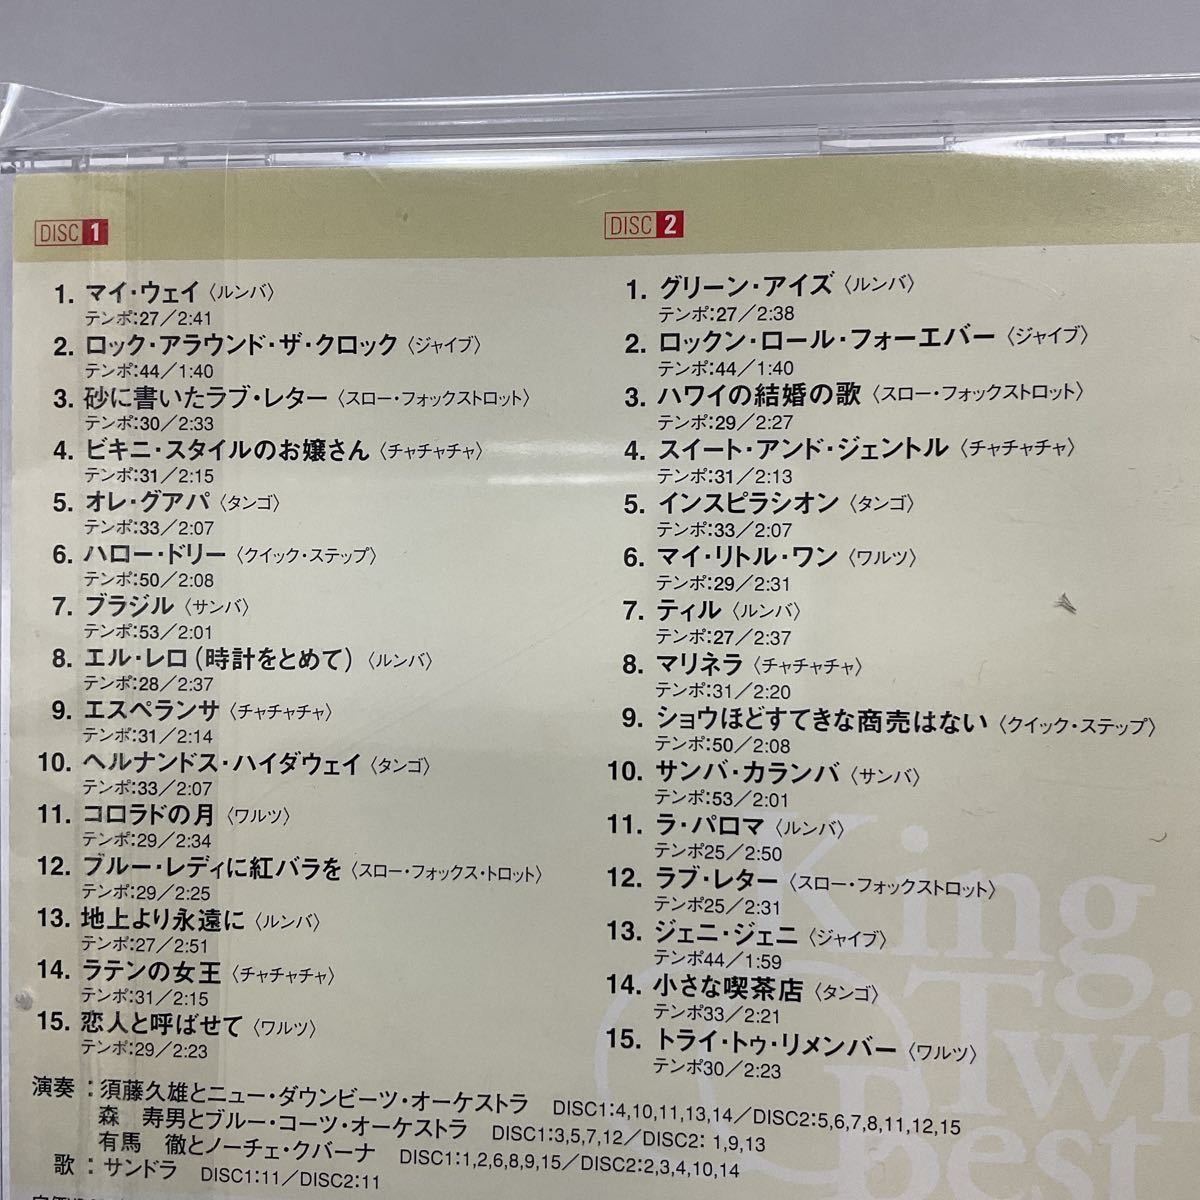 DISC 1
1. マイ・ウェイ〈ルンバ〉
テンポ:27／2:41
2. ロック・アラウンド・ザ・クロック〈ジャイブ〉
テンポ:44／1:40
3. 砂に書いたラブ・レター〈スロー・フォックストロット〉
テンポ:30／2:33
4. ビキニ・スタイルのお嬢さん〈チャチャチャ〉
テンポ:31／2:15
5. オレ・グアパ〈タンゴ〉
テンポ:33／2:07
6. ハロー・ドリー〈クイック・ステップ〉
テンポ:50／2:08
7. ブラジル〈サンバ〉
テンポ:53／2:01
8. エル・レロ(時計をとめて)〈ルンバ〉
テンポ:28／2:37
9. エスペランサ〈チャチャチャ〉
テンポ:31／2:14
10. ヘルナンドス・ハイダウェイ〈タンゴ〉
テンポ:33／2:07
11. コロラドの月〈ワルツ〉
テンポ:29／2:34
12. ブルー・レディに紅バラを〈スロー・フォックス・トロット〉
テンポ:29／2:25
13. 地上より永遠に〈ルンバ〉
テンポ:27／2:51
14. ラテンの女王〈チャチャチャ〉
テンポ:31／2:15
15. 恋人と呼ばせて〈ワルツ〉
テンポ:29／2:23
DISC 2
1. グリーン・アイズ〈ルンバ〉
テンポ:27／2:38
2. ロックン・ロール・フォーエバー〈ジャイブ〉
テンポ:44／1:40
3. ハワイの結婚の歌〈スロー・フォックストロット〉
テンポ:29／2:27
4. スイート・アンド・ジェントル〈チャチャチャ〉
テンポ:31／2:13
5. インスピラシオン〈タンゴ〉
テンポ:33／2:07
6. マイ・リトル・ワン〈ワルツ〉
テンポ:29／2:31
7. ティル〈ルンバ〉
テンポ:27／2:37
8. マリネラ〈チャチャチャ〉
テンポ:31／2:20
9. ショウほどすてきな商売はない〈クイック・ステップ〉
テンポ:50／2:08
10. サンバ・カランバ〈サンバ〉
テンポ:53／2:01
11. ラ・パロマ〈ルンバ〉
テンポ25／2:50
12. ラブ・レター〈スロー・フォックストロット〉
テンポ25／2:31
13. ジェニ・ジェニ〈ジャイブ〉
テンポ44／1:59
14. 小さな喫茶店〈タンゴ〉
テンポ33／2:21
15. トライ・トゥ・リメンバー〈ワルツ〉
テンポ30／2:23
King
Twi
Best
演奏：須藤久雄とニュー・ダウンビーツ・オーケストラ DISC1:4,10,11,13,14／DISC2:5,6,7,8,11,12,15
森 寿男とブルー・コーツ・オーケストラ DISC1:3,5,7,12／DISC2: 1,9,13
有馬 徹とノーチェ・クバーナ DISC1:1,2,6,8,9,15／DISC2:2,3,4,10,14
歌：サンドラ DISC1:11／DISC2:11